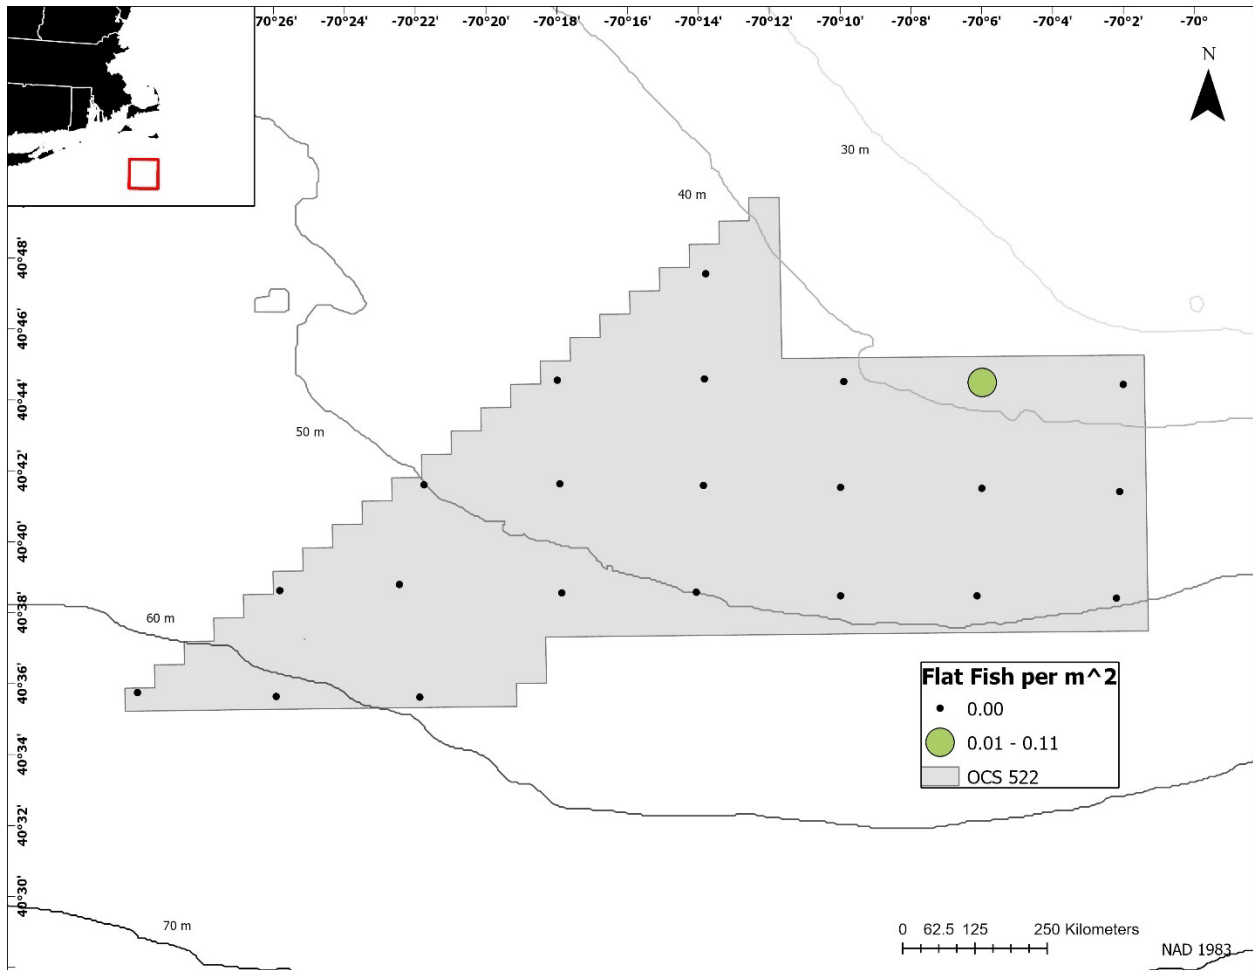 -70°26' -70°24' -70°22' -70°20' -70°18' -70°16' -70°14' -70°12' -70°10' -70°8' -70°6' -70°4' -70°2' -70°
N
30 m
40 m
40°48'
40°46'
40°44'
50 m
40°42'
40°40'
40°38'
60 m
40°36'
Flat Fish per m^2
0.00
0.01 - 0.11
OCS 522
40°34'
40°32'
40°30'
70 m
0 62.5 125 250 Kilometers
NAD 1983